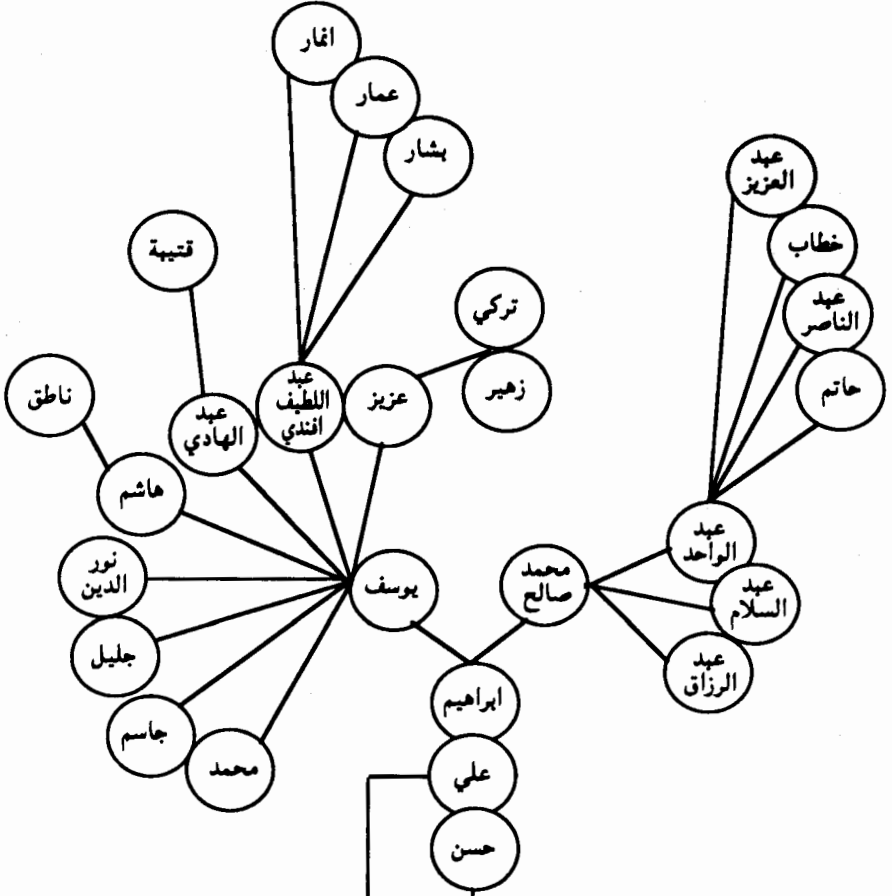 انمار
عمار
بشار
عبد
العزيز
خطاب
عبد
الناصر
حاتم
قتيبة
تركي
زهير
ناطق
عبد
الهادي
عبد
اللطيف
افندي
عزيز
هاشم
نور
الدين
يوسف
محمد
صالح
عبد
الواحد
عبد
السلام
عبد
الرزاق
جليل
جاسم
محمد
ابراهيم
علي
حسن